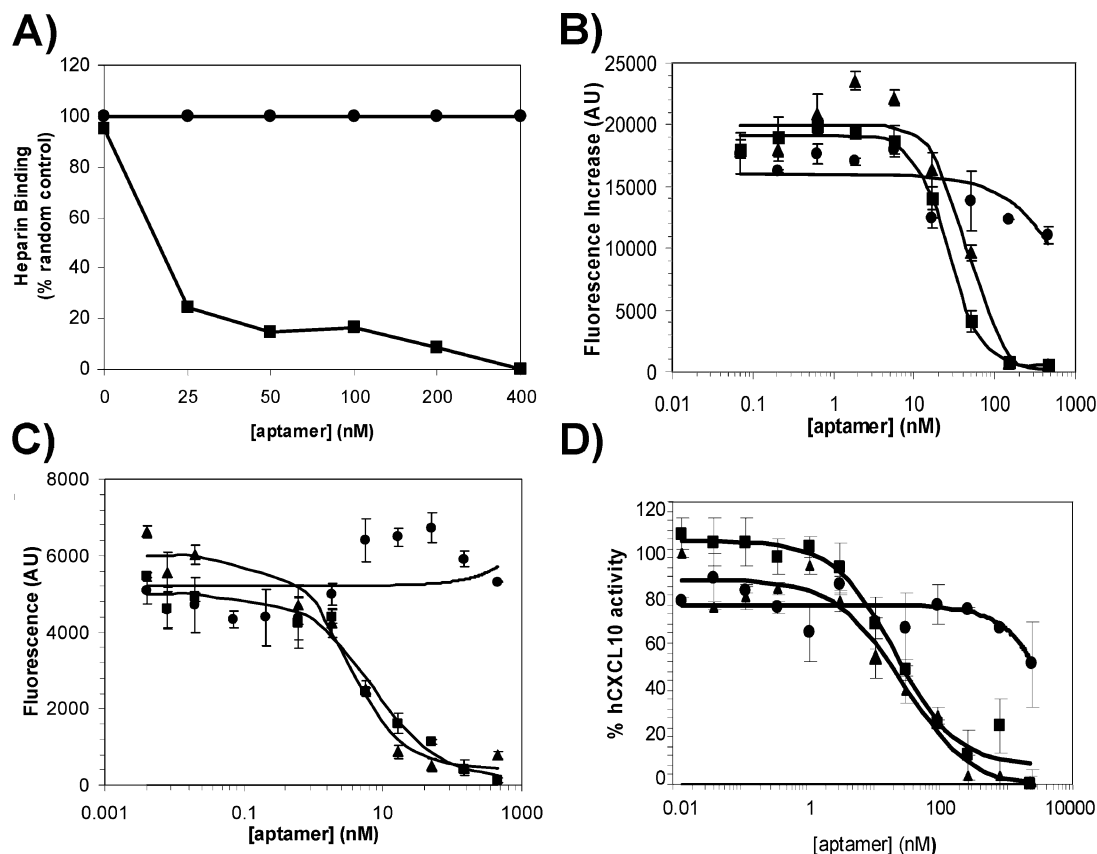 A)
120
100
80
60
40
20
0
Heparin Binding
(% random control)
0 25 50 100 200 400
[aptamer] (nM)
B)
25000
20000
15000
10000
5000
0
Fluorescence Increase (AU)
0.01 0.1 1 10 100 1000
[aptamer] (nM)
C)
8000
6000
4000
2000
0
Fluorescence (AU)
0.001 0.1 10 1000
[aptamer] (nM)
D)
120
100
80
60
40
20
0
% hCXCL10 activity
0.01 1 100 10000
[aptamer] (nM)